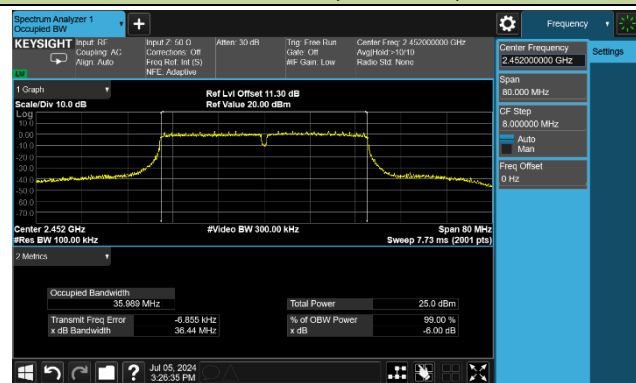 Spectrum Analyzer 1
Occupied BW
Frequency
KEYSIGHT
Input: RF
Coupling: AC
Align: Auto
Input Z: 50 Ω
Corrections: Off
Freq Ref: Int (S)
NFE: Adaptive
Atten: 30 dB
Trig: Free Run
Gate: Off
#IF Gain: Low
Center Freq: 2.452000000 GHz
Avg|Hold:>10/10
Radio Std: None
LVI
Center Frequency
2.452000000 GHz
Settings
Span
80.000 MHz
CF Step
8.000000 MHz
Auto
Man
Freq Offset
0 Hz
1 Graph
Scale/Div 10.0 dB
Ref Lvl Offset 11.30 dB
Ref Value 20.00 dBm
Log
10.0
0.00
-10.0
-20.0
-30.0
-40.0
-50.0
-60.0
-70.0
Center 2.452 GHz
#Video BW 300.00 kHz
Span 80 MHz
#Res BW 100.00 kHz
Sweep 7.73 ms (2001 pts)
2 Metrics
Occupied Bandwidth
35.989 MHz
Total Power 25.0 dBm
Transmit Freq Error -6.855 kHz
% of OBW Power 99.00 %
x dB Bandwidth 36.44 MHz
x dB -6.00 dB
?
Jul 05, 2024
3:26:35 PM